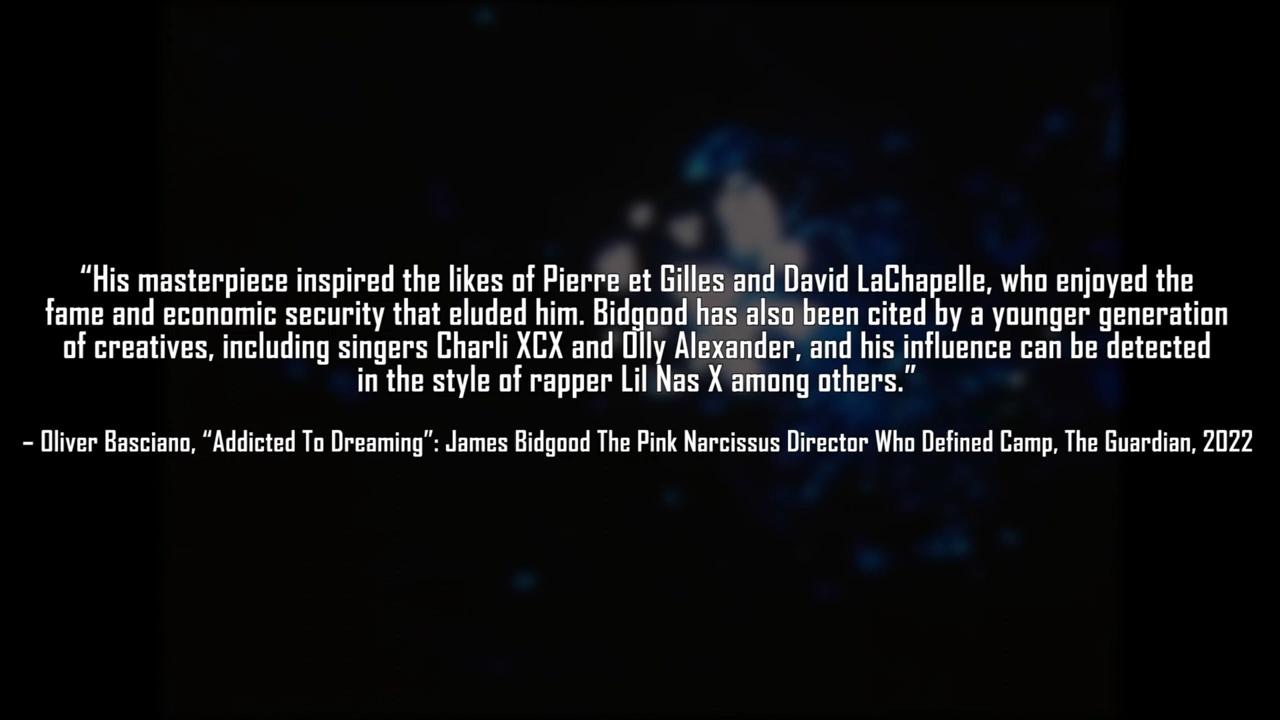 “His masterpiece inspired the likes of Pierre et Gilles and David LaChapelle, who enjoyed the
fame and economic security that eluded him. Bidgood has also been cited by a younger generation
of creatives, including singers Charli XCX and Olly Alexander, and his influence can be detected
in the style of rapper Lil Nas X among others.”
– Oliver Basciano, “Addicted To Dreaming”: James Bidgood The Pink Narcissus Director Who Defined Camp, The Guardian, 2022